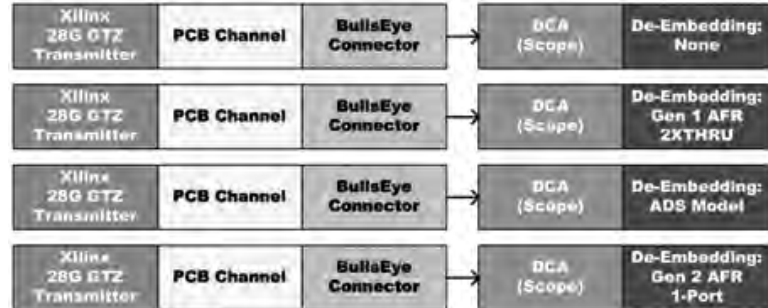 Xilinx
28G GTZ
Transmitter
PCB Channel
BullsEye
Connector
DCA
(Scope)
De-Embedding:
None
Xilinx
28G GTZ
Transmitter
PCB Channel
BullsEye
Connector
DCA
(Scope)
De-Embedding:
Gen 1 AFR
2XTHRU
Xilinx
28G GTZ
Transmitter
PCB Channel
BullsEye
Connector
DCA
(Scope)
De-Embedding:
ADS Model
Xilinx
28G GTZ
Transmitter
PCB Channel
BullsEye
Connector
DCA
(Scope)
De-Embedding:
Gen 2 AFR
1-Port